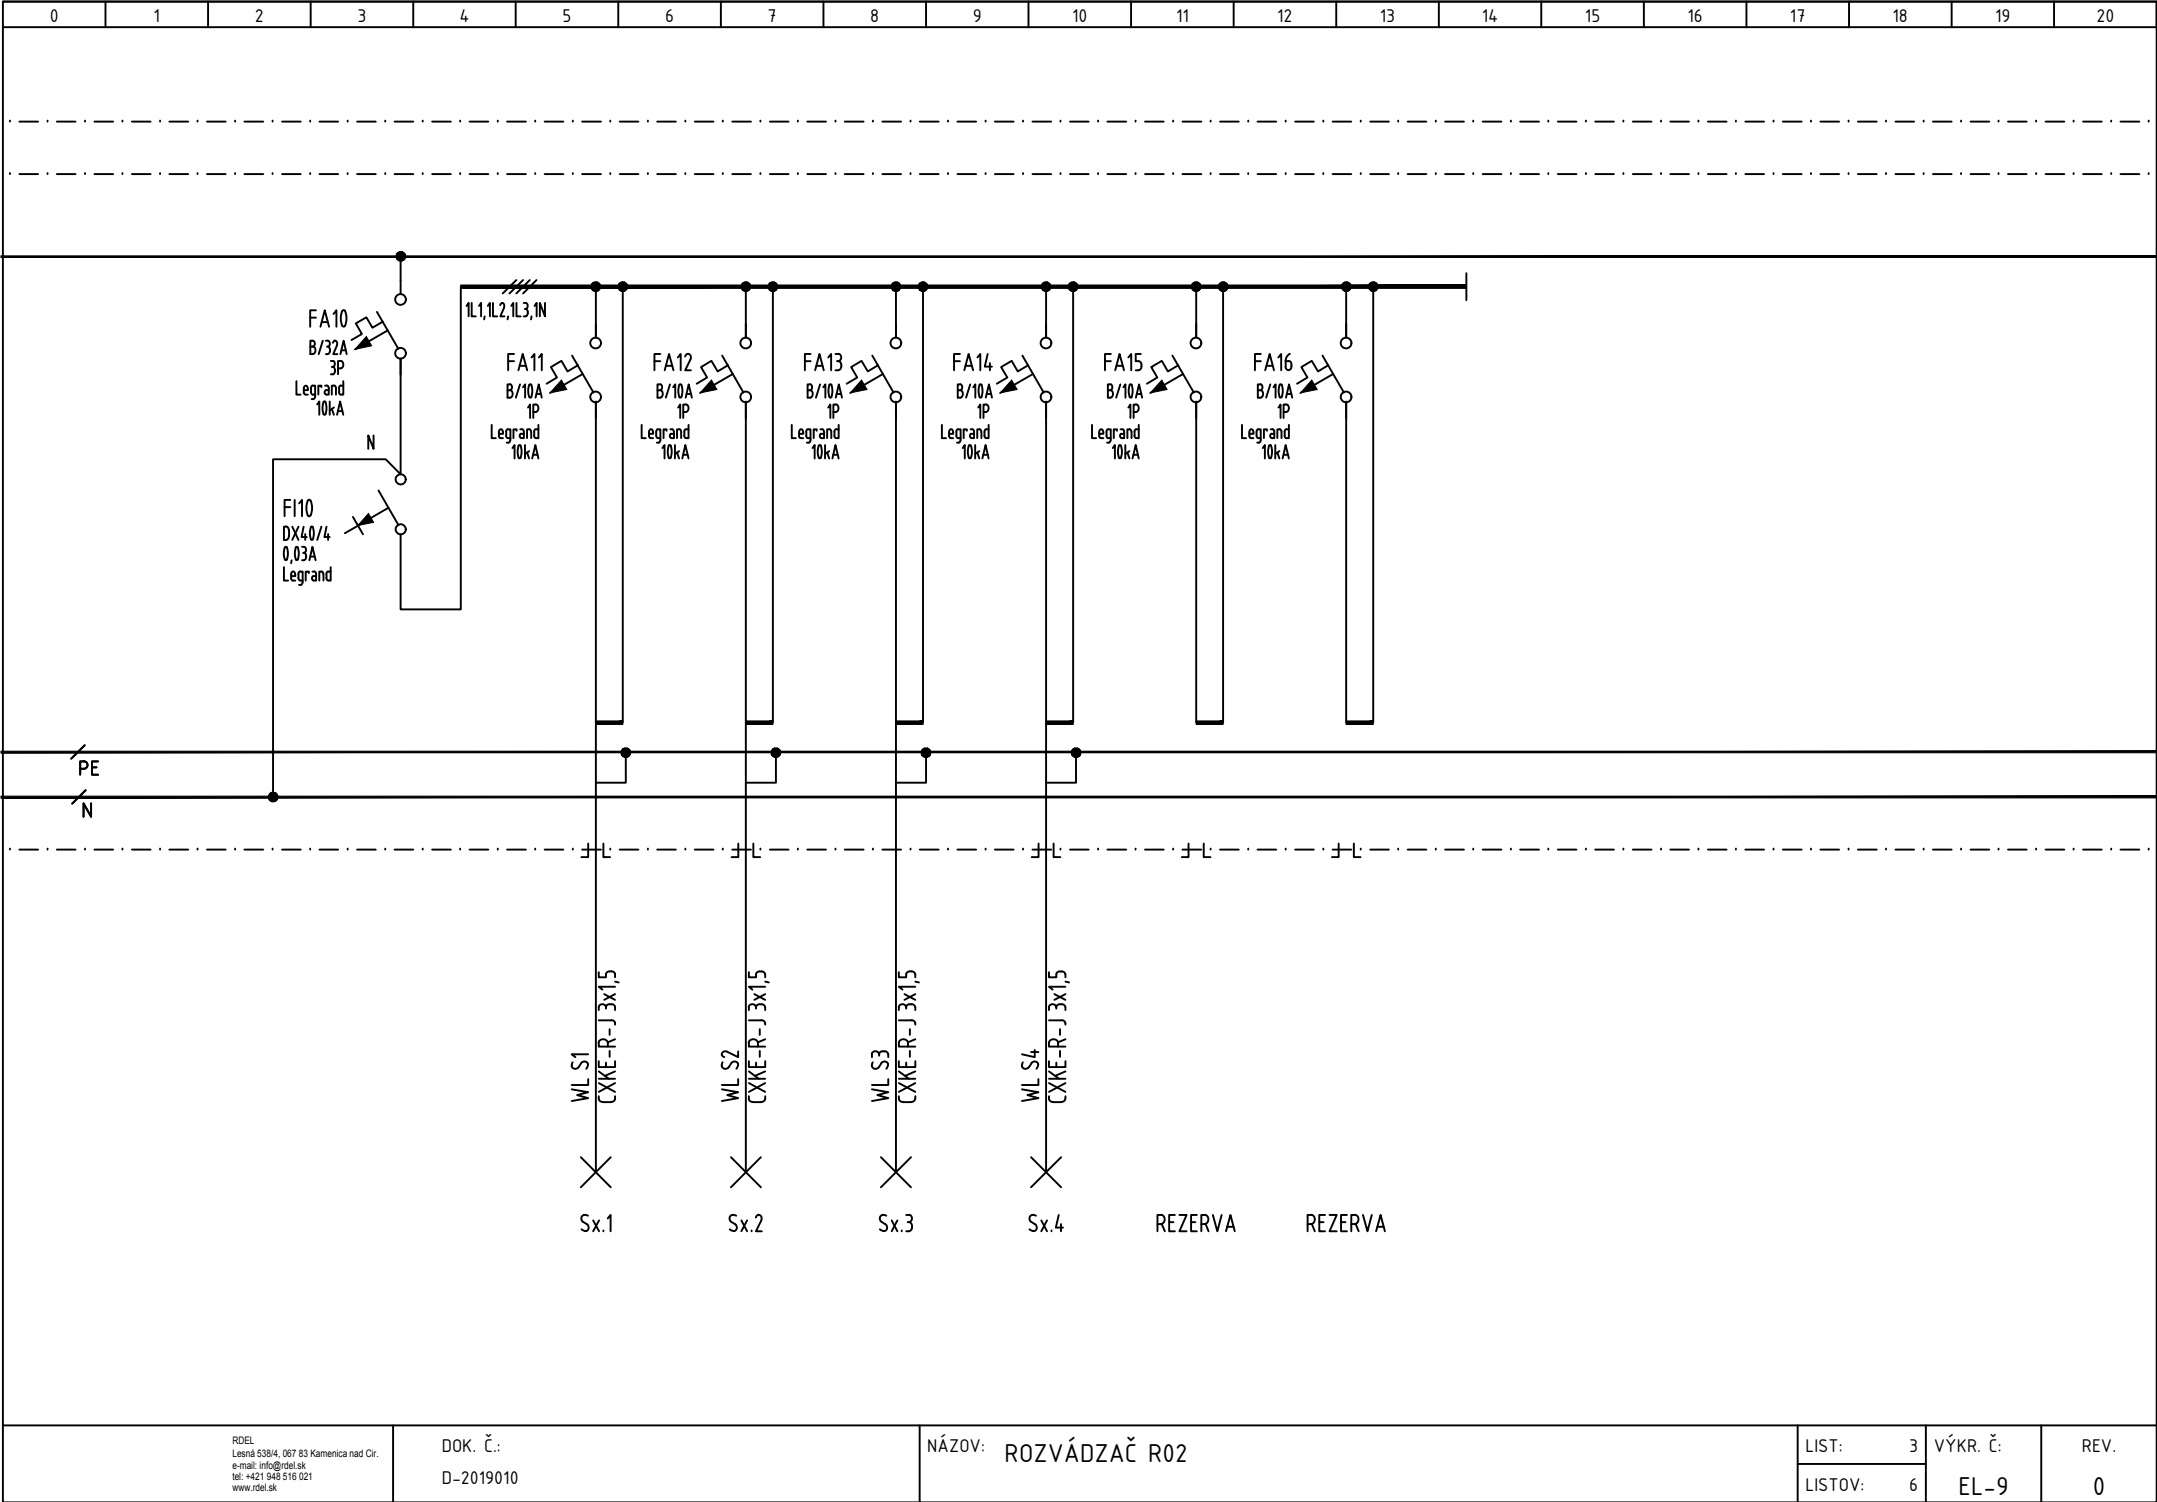 0 1 2 3 4 5 6 7 8 9 10 11 12 13 14 15 16 17 18 19 20
1L1,1L2,1L3,1N
FA10
B/32A
3P
Legrand
10kA
N
FI10
DX40/4
0,03A
Legrand
FA11
B/10A
1P
Legrand
10kA
FA12
B/10A
1P
Legrand
10kA
FA13
B/10A
1P
Legrand
10kA
FA14
B/10A
1P
Legrand
10kA
FA15
B/10A
1P
Legrand
10kA
FA16
B/10A
1P
Legrand
10kA
PE
N
WL S1
CXKE-R-J 3x1,5
WL S2
CXKE-R-J 3x1,5
WL S3
CXKE-R-J 3x1,5
WL S4
CXKE-R-J 3x1,5
Sx.1 Sx.2 Sx.3 Sx.4 REZERVA REZERVA
RDEL
Lesná 538/4, 067 83 Kamenica nad Cir.
e-mail: info@rdel.sk
tel: +421 948 516 021
www.rdel.sk
DOK. Č.:
D-2019010
NÁZOV: ROZVÁDZAČ R02
LIST: 3
LISTOV: 6
VÝKR. Č:
EL-9
REV.
0